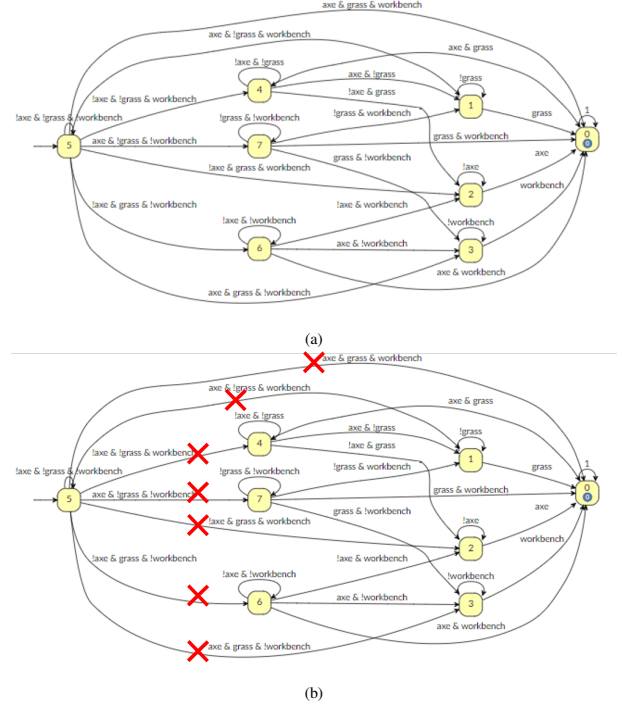 axe & grass & workbench
axe & !grass & workbench
axe & grass
!axe & !grass
axe & !grass
!grass
4
!axe & grass
1
!axe & !grass & workbench
1
grass
!axe & !grass & !workbench
!grass & !workbench
!grass & workbench
0
0
5
axe & !grass & !workbench
7
grass & workbench
grass & !workbench
axe
!axe & grass & workbench
!axe
2
workbench
!axe & grass & !workbench
!axe & !workbench
!axe & workbench
!workbench
6
axe & !workbench
3
axe & workbench
axe & grass & !workbench
(a)
axe & grass & workbench
axe & !grass & workbench
axe & grass
!axe & !grass
axe & !grass
!grass
4
!axe & grass
1
!axe & !grass & workbench
1
grass
!axe & !grass & !workbench
!grass & !workbench
!grass & workbench
0
0
5
axe & !grass & !workbench
7
grass & workbench
grass & !workbench
axe
!axe & grass & workbench
!axe
2
workbench
!axe & grass & !workbench
!axe & !workbench
!axe & workbench
!workbench
6
axe & !workbench
3
axe & workbench
axe & grass & !workbench
(b)